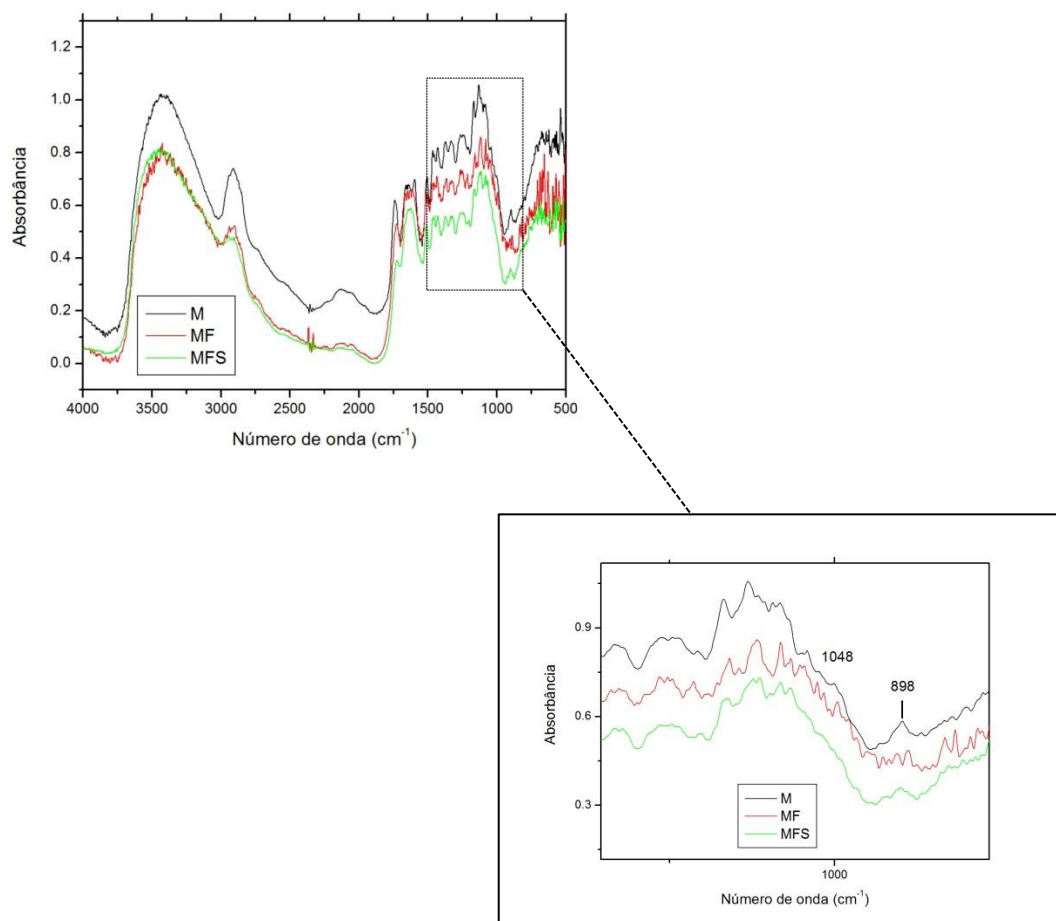 1.2
1.0
0.8
0.6
0.4
0.2
0.0
Absorbância
M
MF
MFS
4000 3500 3000 2500 2000 1500 1000 500
Número de onda (cm⁻¹)
0.9
0.6
0.3
Absorbância
1048
898
M
MF
MFS
1000
Número de onda (cm⁻¹)